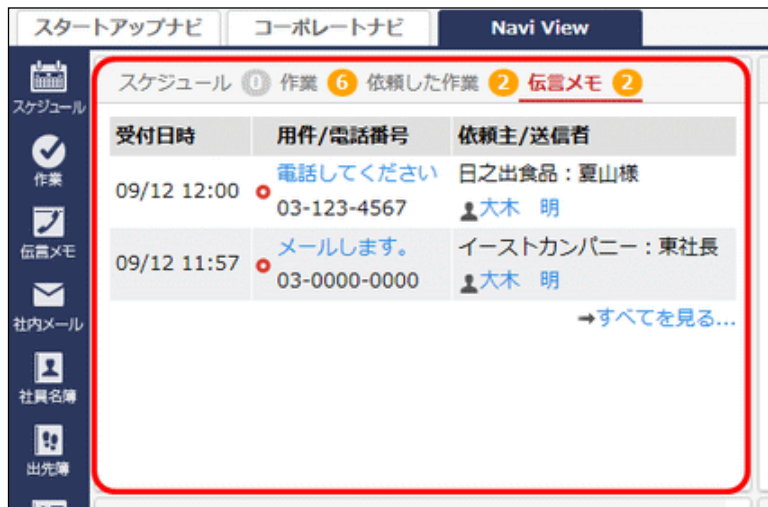 スタートアップナビ
コーポレートナビ
Navi View
スケジュール
作業
伝言メモ
社内メール
社員名簿
出先簿
スケジュール 0 作業 6 依頼した作業 2 伝言メモ 2
受付日時 用件/電話番号 依頼主/送信者
09/12 12:00
電話してください
03-123-4567
日之出食品：夏山様
大木 明
09/12 11:57
メールします。
03-0000-0000
イーストカンパニー：東社長
大木 明
➞すべてを見る...